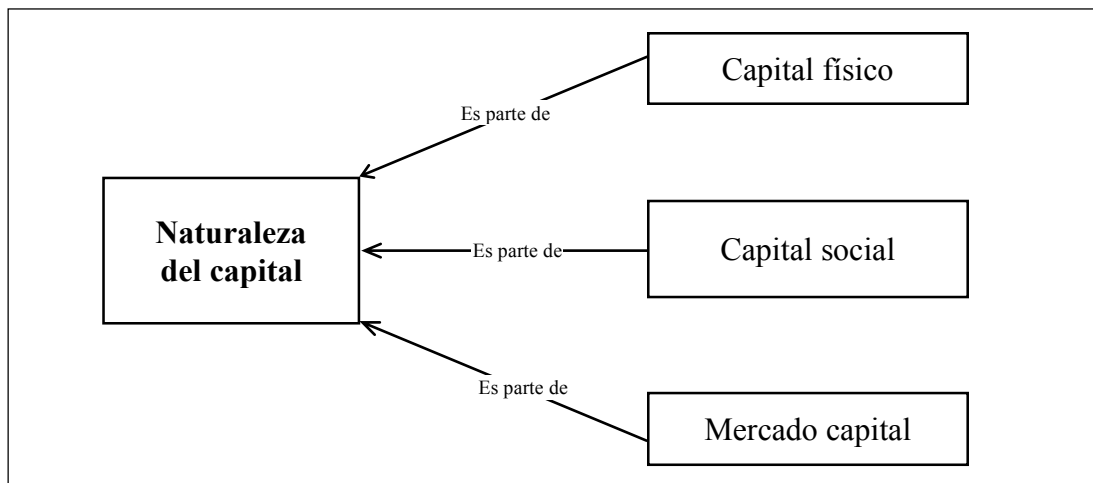 Capital físico
Es parte de
Naturaleza
del capital
Es parte de
Capital social
Es parte de
Mercado capital